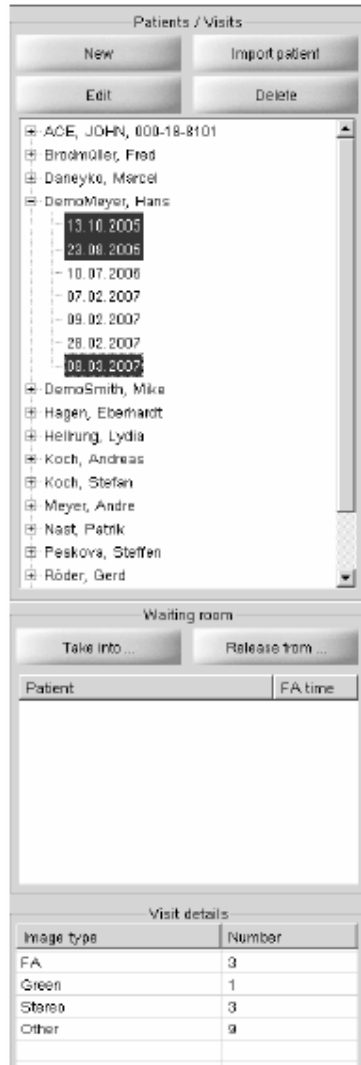 Patients / Visits
New Import patient
Edit Delete
ACE, JOHN, 000-18-8101
Brodmüller, Fred
Daneyko, Marcel
DemoMeyer, Hans
13.10.2005
23.08.2006
10.07.2006
07.02.2007
09.02.2007
28.02.2007
08.03.2007
DemoSmith, Mike
Hagen, Eberhardt
Hellrung, Lydia
Koch, Andreas
Koch, Stefan
Meyer, Andre
Nast, Patrik
Peskova, Steffen
Röder, Gerd
Waiting room
Take into ... Release from ...
Patient FA time
Visit details
Image type Number
FA 3
Green 1
Stereo 3
Other 9